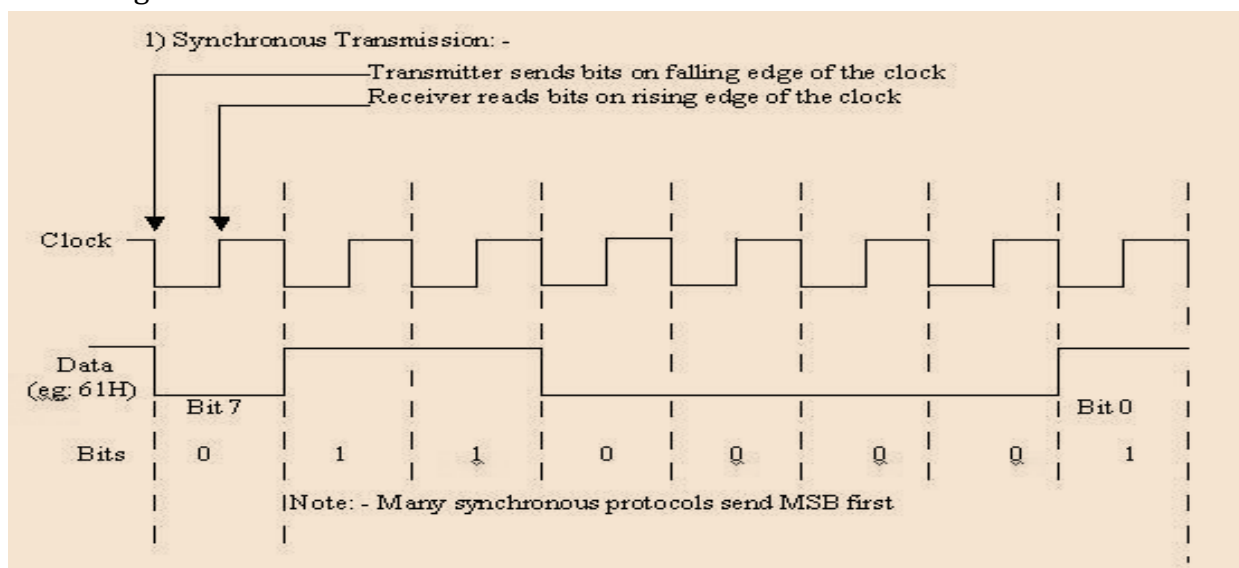 1) Synchronous Transmission: -
Transmitter sends bits on falling edge of the clock
Receiver reads bits on rising edge of the clock
Clock
Data
(eg: 61H)
Bit 7
Bit 0
Bits 0 1 1 0 0 0 0 1
Note: - Many synchronous protocols send MSB first